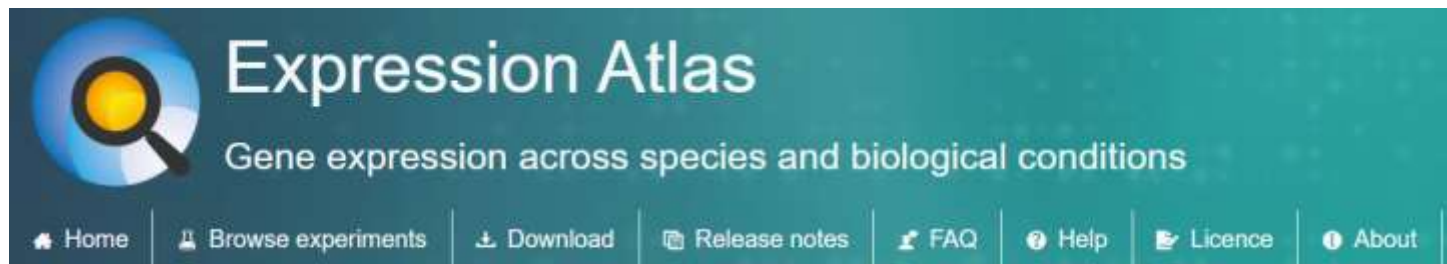 Expression Atlas
Gene expression across species and biological conditions
Home Browse experiments Download Release notes FAQ Help Licence About